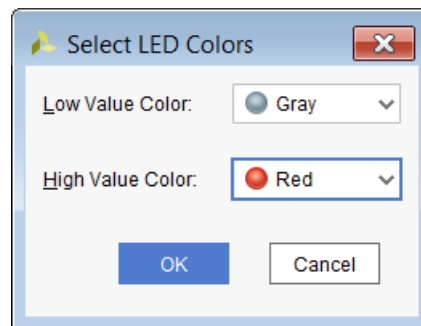 Select LED Colors
Low Value Color: Gray
High Value Color: Red
OK Cancel